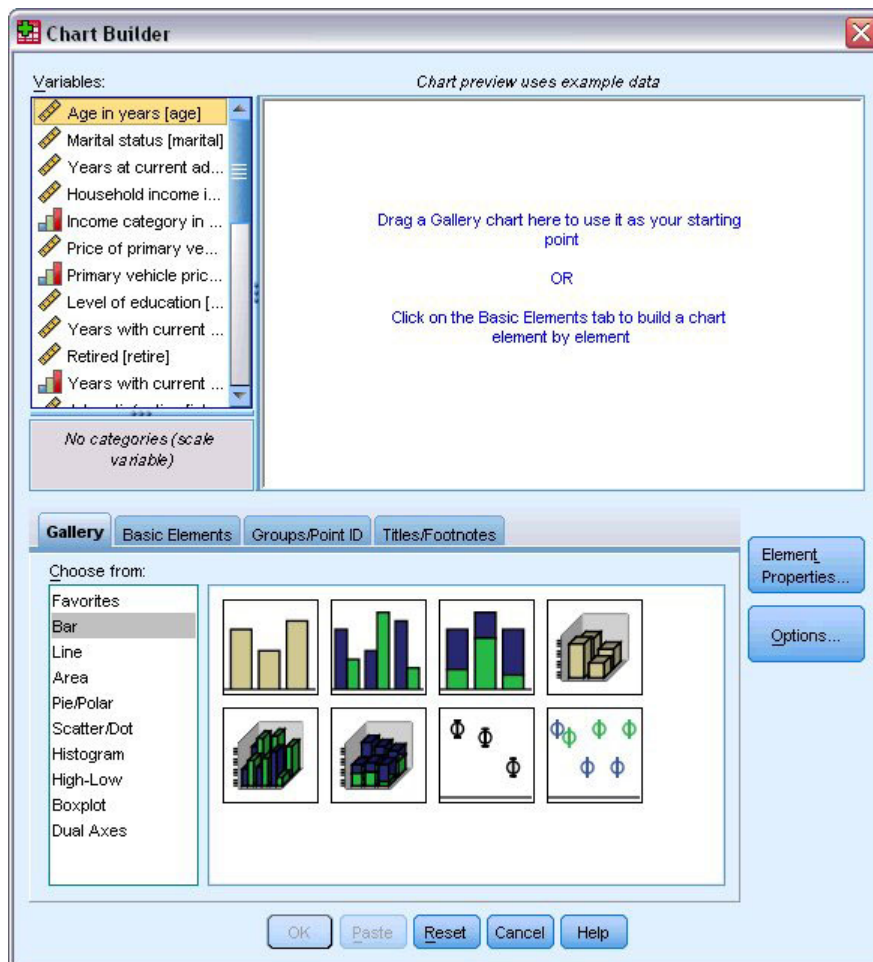 Chart Builder
Variables:
Chart preview uses example data
Age in years [age]
Marital status [marital]
Years at current ad...
Household income i...
Income category in ...
Price of primary ve...
Primary vehicle pric...
Level of education [...
Years with current ...
Retired [retire]
Years with current ...
Drag a Gallery chart here to use it as your starting
point
OR
Click on the Basic Elements tab to build a chart
element by element
No categories (scale
variable)
Gallery
Basic Elements
Groups/Point ID
Titles/Footnotes
Choose from:
Favorites
Bar
Line
Area
Pie/Polar
Scatter/Dot
Histogram
High-Low
Boxplot
Dual Axes
Element
Properties...
Options...
OK
Paste
Reset
Cancel
Help